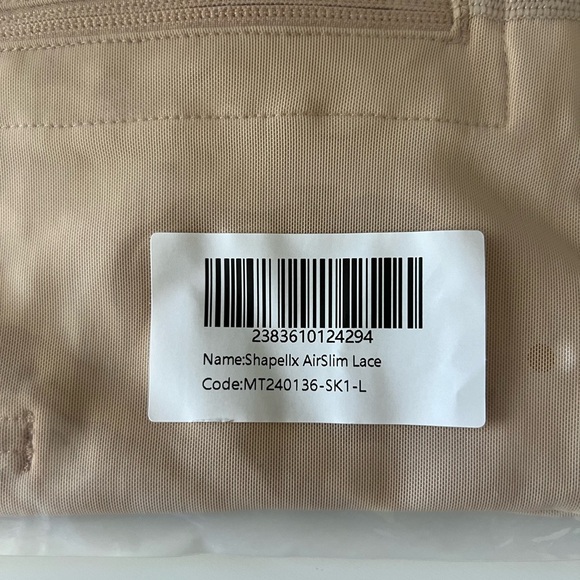 2383610124294
Name:Shapellx AirSlim Lace
Code:MT240136-SK1-L